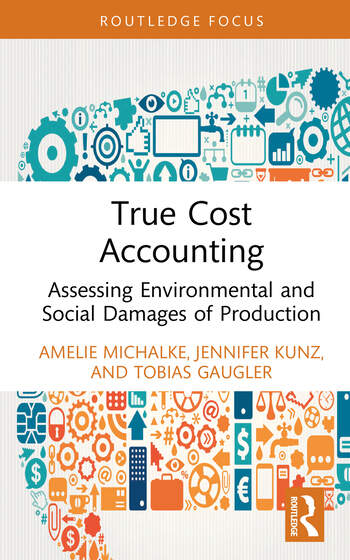 ROUTLEDGE FOCUS
True Cost
Accounting
Assessing Environmental and
Social Damages of Production
AMELIE MICHALKE, JENNIFER KUNZ,
AND TOBIAS GAUGLER
ROUTLEDGE